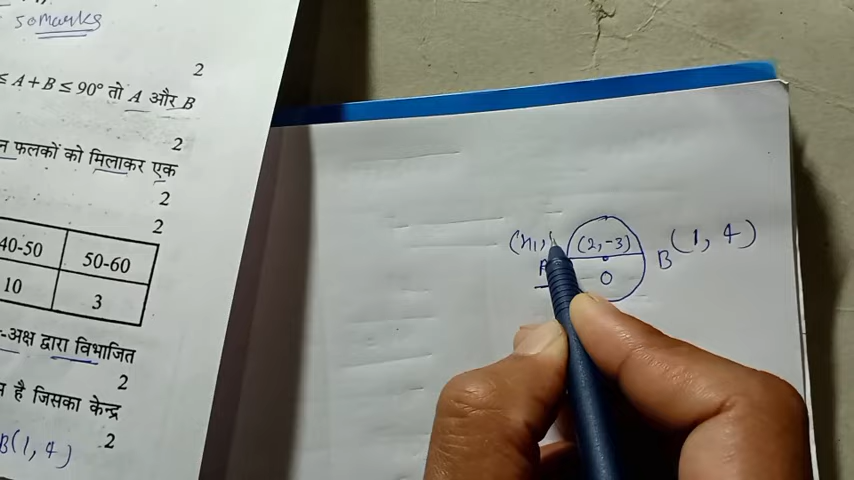 50marks
2
≤ A + B ≤ 90° तो A और B
2
फलकों को मिलाकर एक
2
2
40-50 50-60
10 3
-अक्ष द्वारा विभाजित
2
है जिसका केन्द्र
B(1, 4) 2
(x1, (2, -3) B (1, 4)
A
O